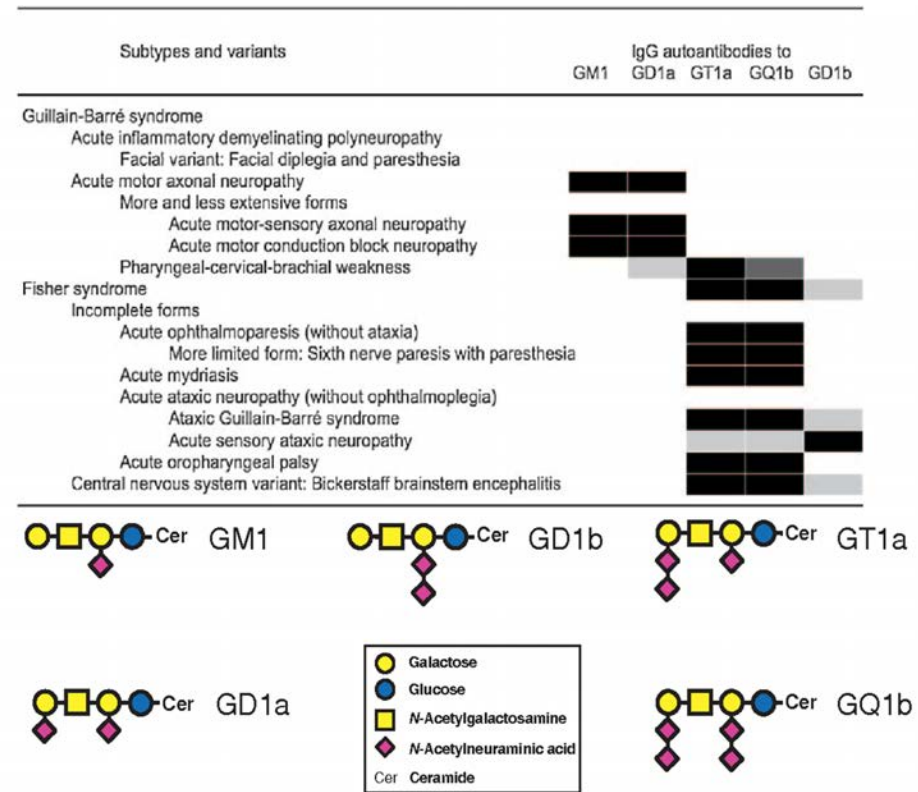 Subtypes and variants IgG autoantibodies to
GM1 GD1a GT1a GQ1b GD1b
Guillain-Barré syndrome
Acute inflammatory demyelinating polyneuropathy
Facial variant: Facial diplegia and paresthesia
Acute motor axonal neuropathy
More and less extensive forms
Acute motor-sensory axonal neuropathy
Acute motor conduction block neuropathy
Pharyngeal-cervical-brachial weakness
Fisher syndrome
Incomplete forms
Acute ophthalmoparesis (without ataxia)
More limited form: Sixth nerve paresis with paresthesia
Acute mydriasis
Acute ataxic neuropathy (without ophthalmoplegia)
Ataxic Guillain-Barré syndrome
Acute sensory ataxic neuropathy
Acute oropharyngeal palsy
Central nervous system variant: Bickerstaff brainstem encephalitis
Cer GM1 Cer GD1b Cer GT1a
Cer GD1a Cer GQ1b
Galactose
Glucose
N-Acetylgalactosamine
N-Acetylneuraminic acid
Cer Ceramide